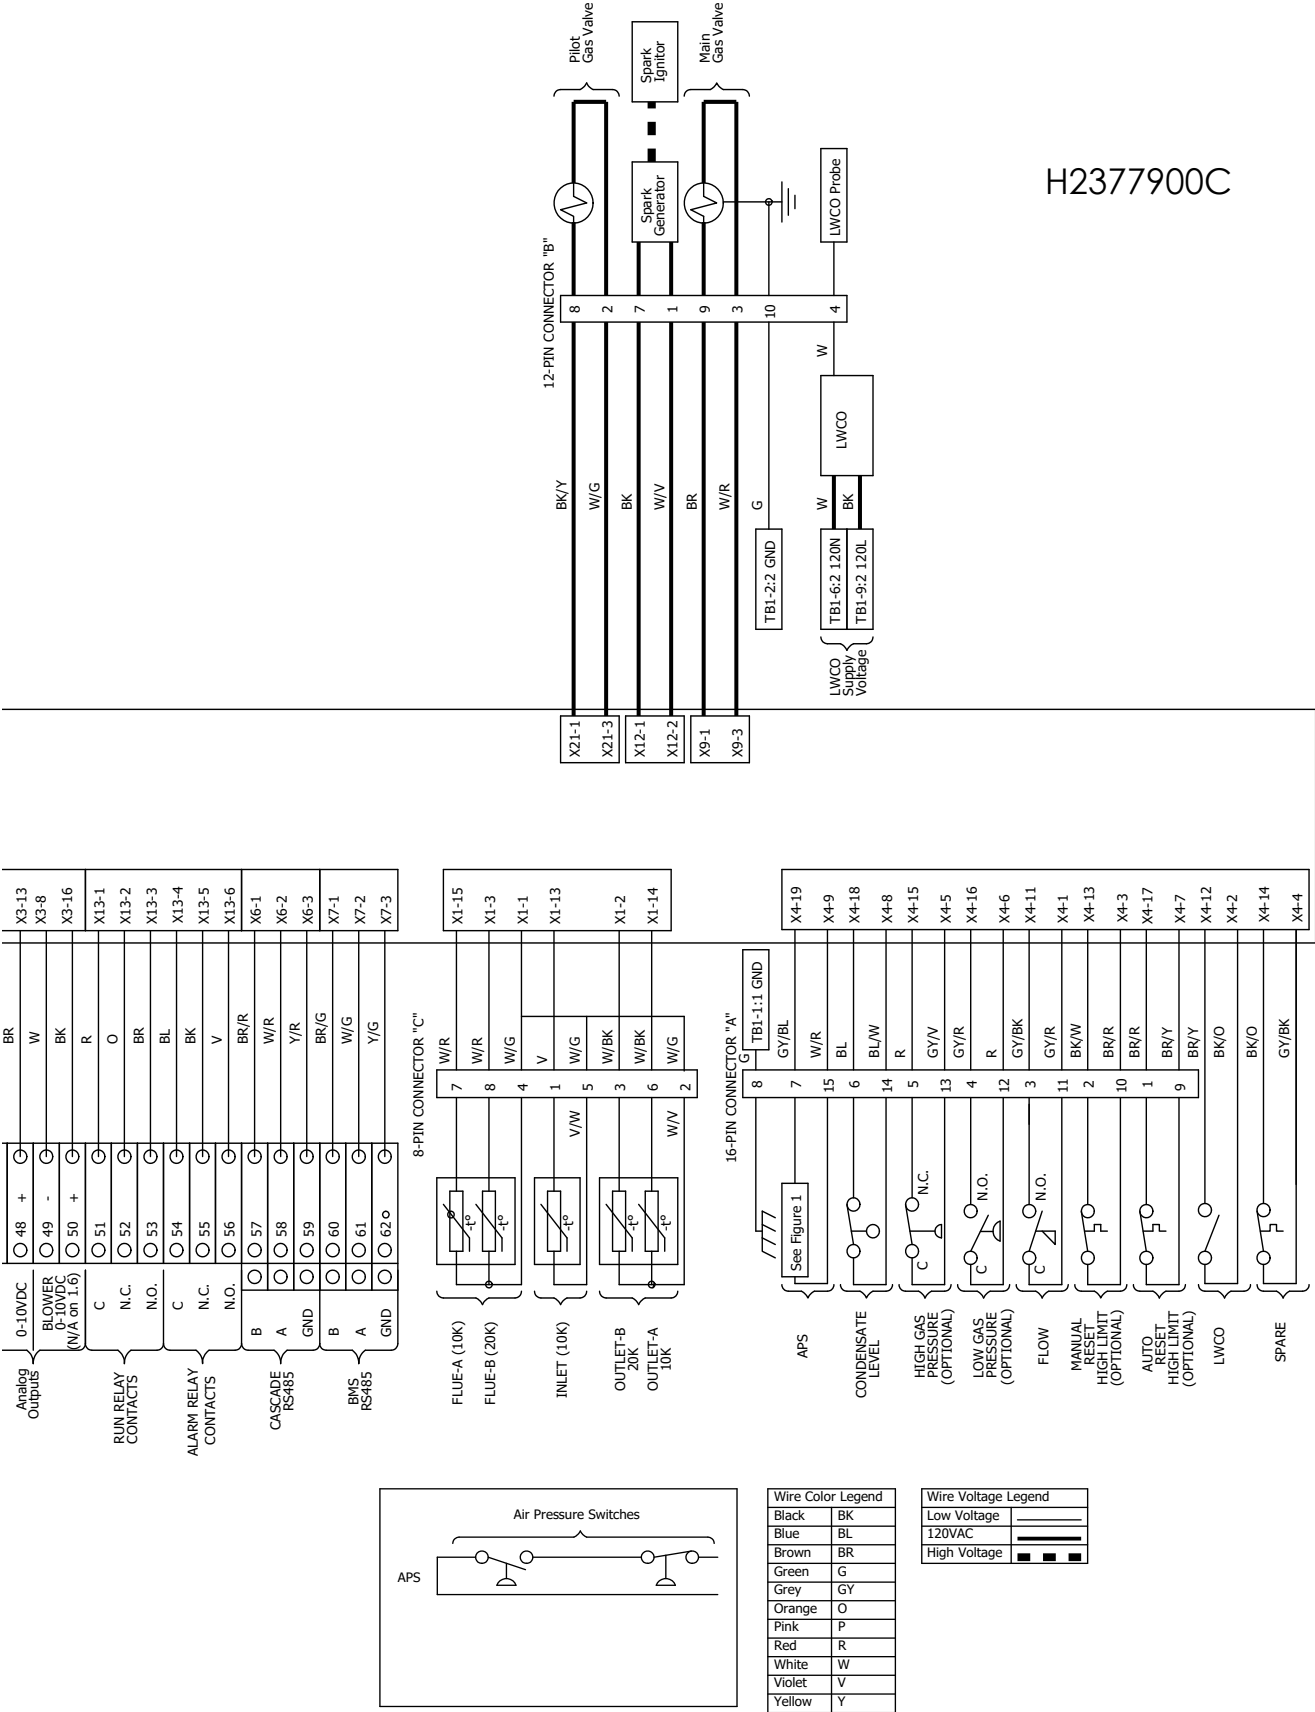 H2377900C
Pilot
Gas Valve
Spark
Ignitor
Main
Gas Valve
Spark
Generator
LWCO Probe
12-PIN CONNECTOR "B"
8
2
7
1
9
3
10
4
W
LWCO
BK/Y
W/G
BK
W/V
BR
W/R
G
W
BK
TB1-2:2 GND
TB1-6:2 120N
TB1-9:2 120L
LWCO
Supply
Voltage
X21-1
X21-3
X12-1
X12-2
X9-1
X9-3
X3-13
X3-8
X3-16
X13-1
X13-2
X13-3
X13-4
X13-5
X13-6
X6-1
X6-2
X6-3
X7-1
X7-2
X7-3
BR
W
BK
R
O
BR
BL
BK
V
BR/R
W/R
Y/R
BR/G
W/G
Y/G
48 +
49 -
50 +
51
52
53
54
55
56
57
58
59
60
61
62
0-10VDC
BLOWER
0-10VDC
(N/A on 1.6)
C
N.C.
N.O.
C
N.C.
N.O.
B
A
GND
B
A
GND
Analog
Outputs
RUN RELAY
CONTACTS
ALARM RELAY
CONTACTS
CASCADE
RS485
BMS
RS485
X1-15
X1-3
X1-1
X1-13
X1-2
X1-14
8-PIN CONNECTOR "C"
W/R
W/R
W/G
V
W/G
W/BK
W/BK
W/G
7
8
4
1
5
3
6
2
V/W
W/V
-t°
-t°
-t°
-t°
-t°
FLUE-A (10K)
FLUE-B (20K)
INLET (10K)
OUTLET-B
20K
OUTLET-A
10K
X4-19
X4-9
X4-18
X4-8
X4-15
X4-5
X4-16
X4-6
X4-11
X4-1
X4-13
X4-3
X4-17
X4-7
X4-12
X4-2
X4-14
X4-4
16-PIN CONNECTOR "A"
TB1-1:1 GND
G
GY/BL
W/R
BL
BL/W
R
GY/V
GY/R
R
GY/BK
GY/R
BK/W
BR/R
BR/R
BR/Y
BR/Y
BK/O
BK/O
GY/BK
8
7
15
6
14
5
13
4
12
3
11
2
10
1
9
See Figure 1
N.C.
C
N.O.
C
N.O.
C
APS
CONDENSATE
LEVEL
HIGH GAS
PRESSURE
(OPTIONAL)
LOW GAS
PRESSURE
(OPTIONAL)
FLOW
MANUAL
RESET
HIGH LIMIT
(OPTIONAL)
AUTO
RESET
HIGH LIMIT
(OPTIONAL)
LWCO
SPARE
Air Pressure Switches
APS
Wire Color Legend
Black BK
Blue BL
Brown BR
Green G
Grey GY
Orange O
Pink P
Red R
White W
Violet V
Yellow Y
Wire Voltage Legend
Low Voltage
120VAC
High Voltage